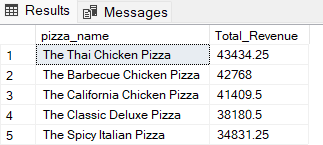 Results Messages
pizza_name Total_Revenue
1 The Thai Chicken Pizza 43434.25
2 The Barbecue Chicken Pizza 42768
3 The California Chicken Pizza 41409.5
4 The Classic Deluxe Pizza 38180.5
5 The Spicy Italian Pizza 34831.25